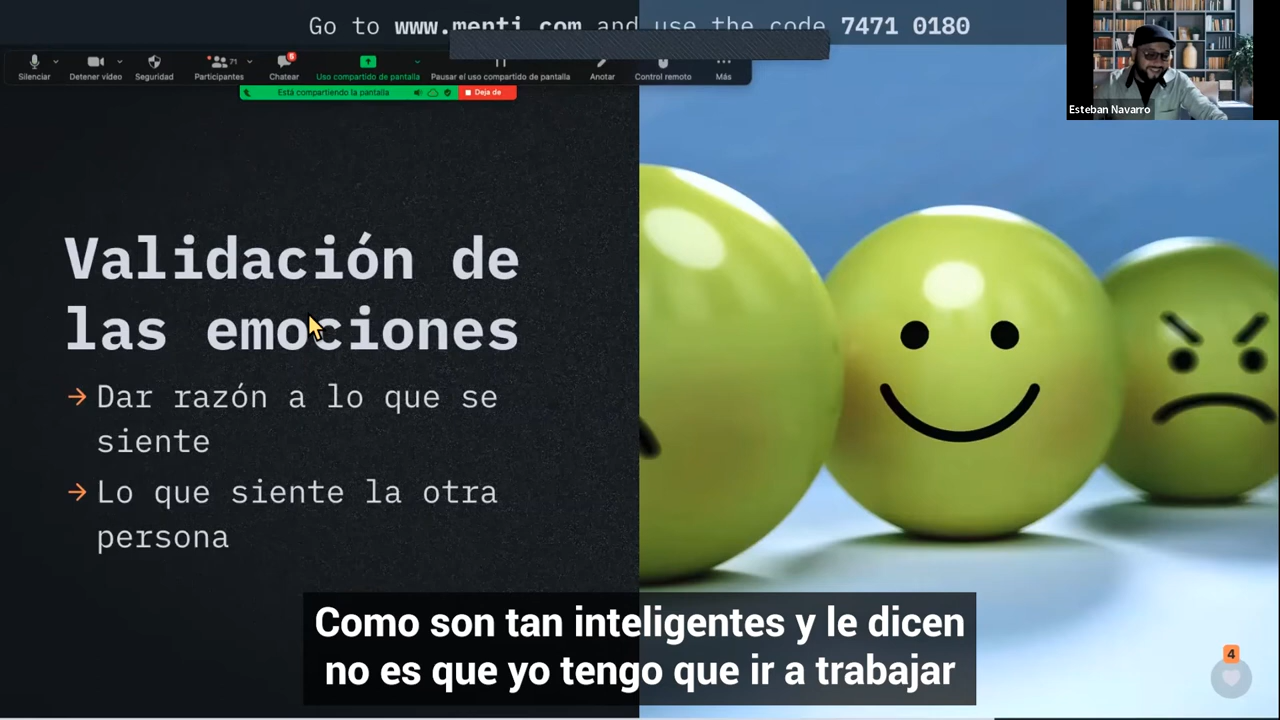 Go to www.menti.com and use the code 7471 0180
Silenciar
Detener vídeo
Seguridad
Participantes
71
Chatear
5
Uso compartido de pantalla
Pausar el uso compartido de pantalla
Anotar
Control remoto
Más
Está compartiendo la pantalla
Deja de
Esteban Navarro
Validación de
las emociones
→ Dar razón a lo que se
siente
→ Lo que siente la otra
persona
Como son tan inteligentes y le dicen
no es que yo tengo que ir a trabajar
4